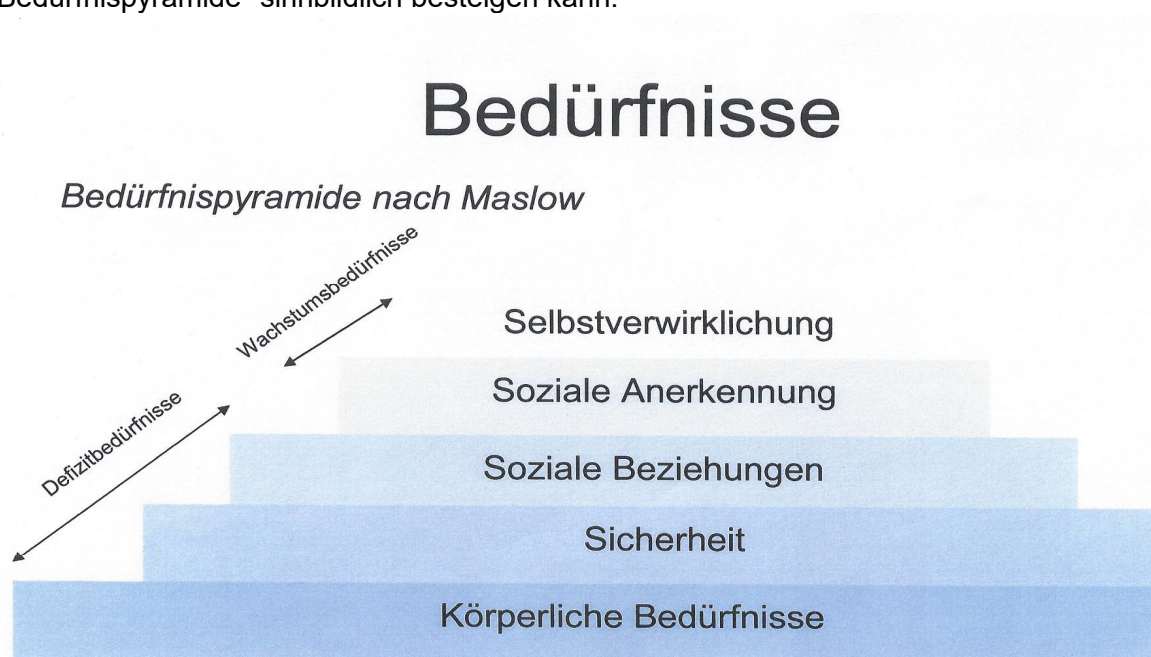 Bedürfnispyramide" sinnbildlich besteigen kann.
Bedürfnisse
Bedürfnispyramide nach Maslow
Wachstumsbedürfnisse
Selbstverwirklichung
Soziale Anerkennung
Defizitbedürfnisse
Soziale Beziehungen
Sicherheit
Körperliche Bedürfnisse